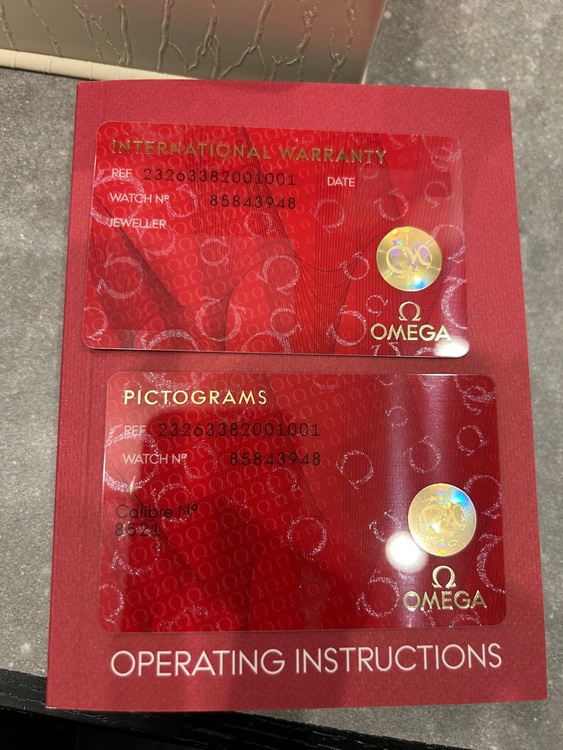 INTERNATIONAL WARRANTY
REF 23263382001001 DATE
WATCH Nº 85843948
JEWELLER
Ω
OMEGA
PICTOGRAMS
REF 23263382001001
WATCH Nº 85843948
Calibre Nº
8521
Ω
OMEGA
OPERATING INSTRUCTIONS